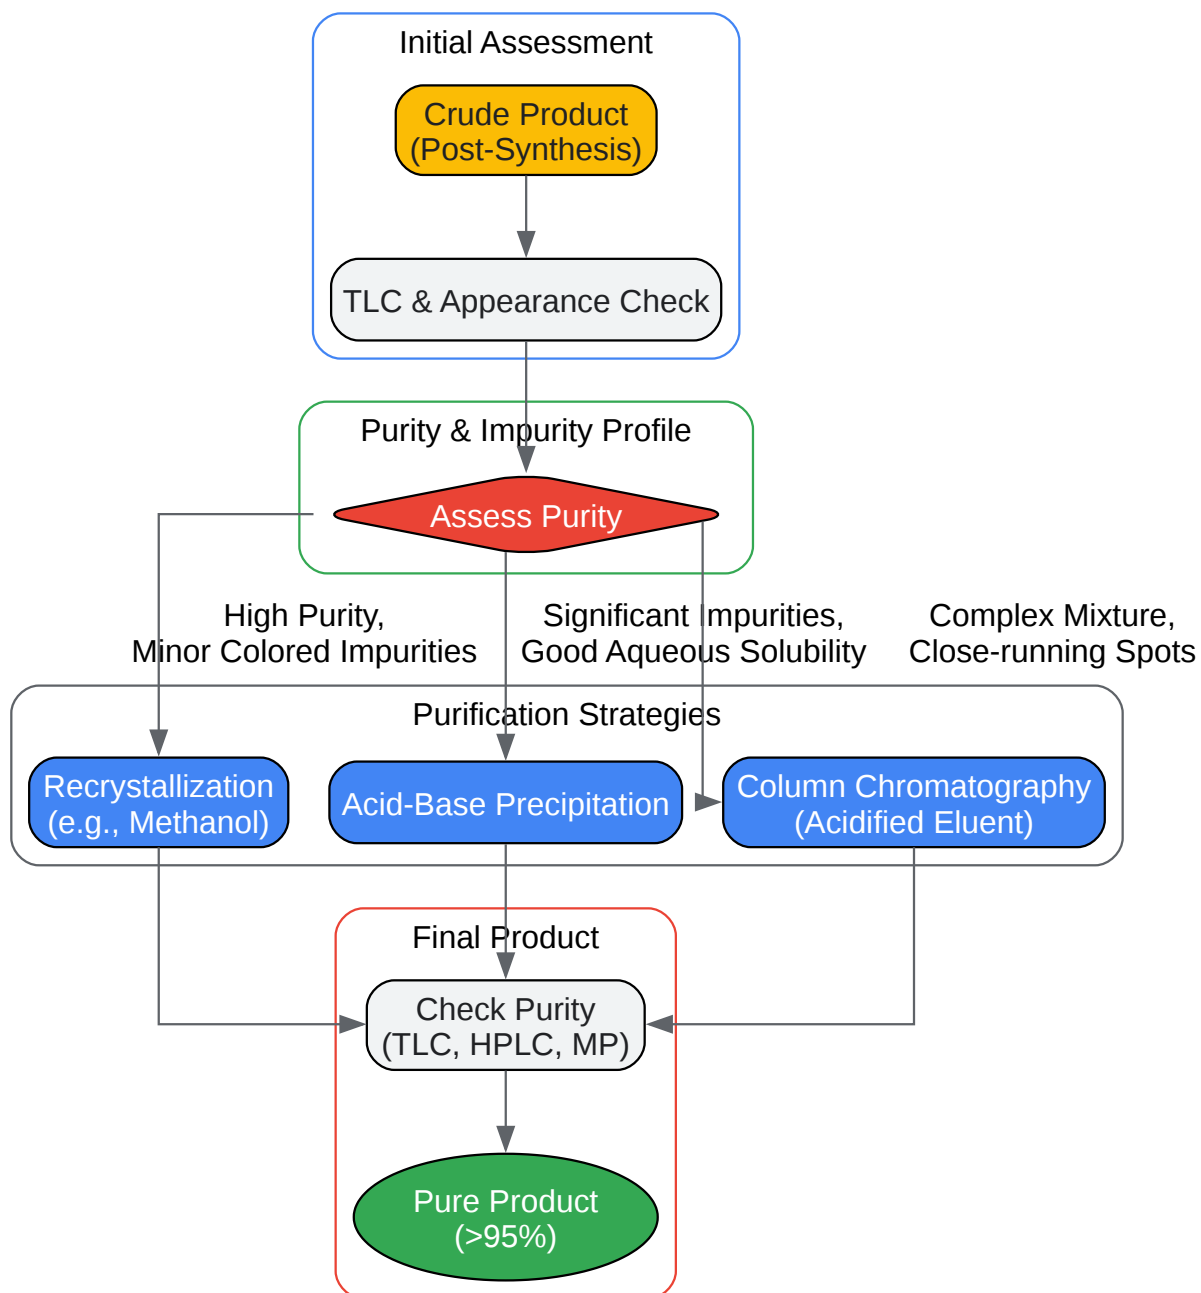 Initial Assessment
Crude Product
(Post-Synthesis)
TLC & Appearance Check
Purity & Impurity Profile
Assess Purity
High Purity,
Minor Colored Impurities
Significant Impurities,
Good Aqueous Solubility
Complex Mixture,
Close-running Spots
Purification Strategies
Recrystallization
(e.g., Methanol)
Acid-Base Precipitation
Column Chromatography
(Acidified Eluent)
Final Product
Check Purity
(TLC, HPLC, MP)
Pure Product
(>95%)